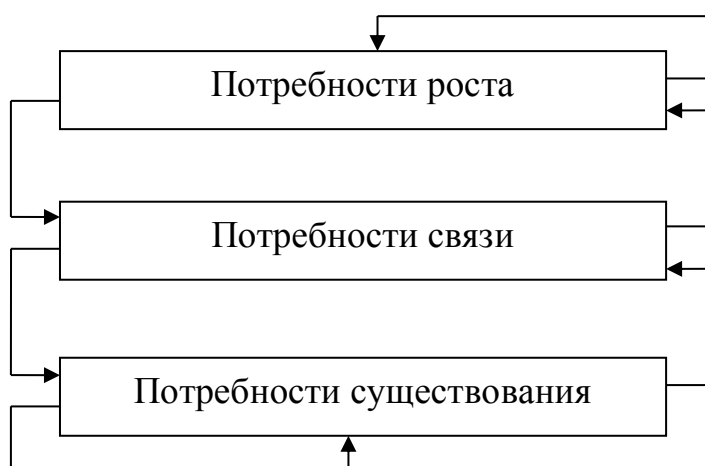 Потребности роста
Потребности связи
Потребности существования